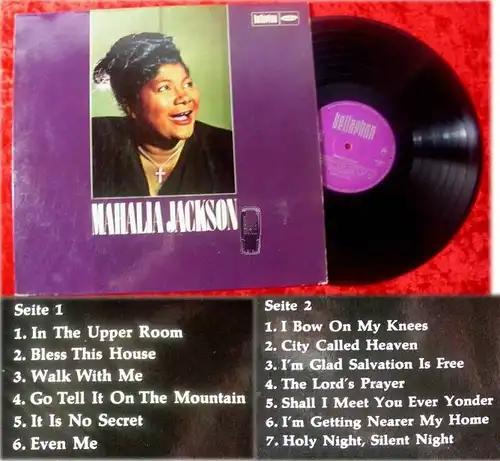 bellaphon
MAHALIA JACKSON
bellaphon
Seite 1
1. In The Upper Room
2. Bless This House
3. Walk With Me
4. Go Tell It On The Mountain
5. It Is No Secret
6. Even Me
Seite 2
1. I Bow On My Knees
2. City Called Heaven
3. I'm Glad Salvation Is Free
4. The Lord's Prayer
5. Shall I Meet You Ever Yonder
6. I'm Getting Nearer My Home
7. Holy Night, Silent Night